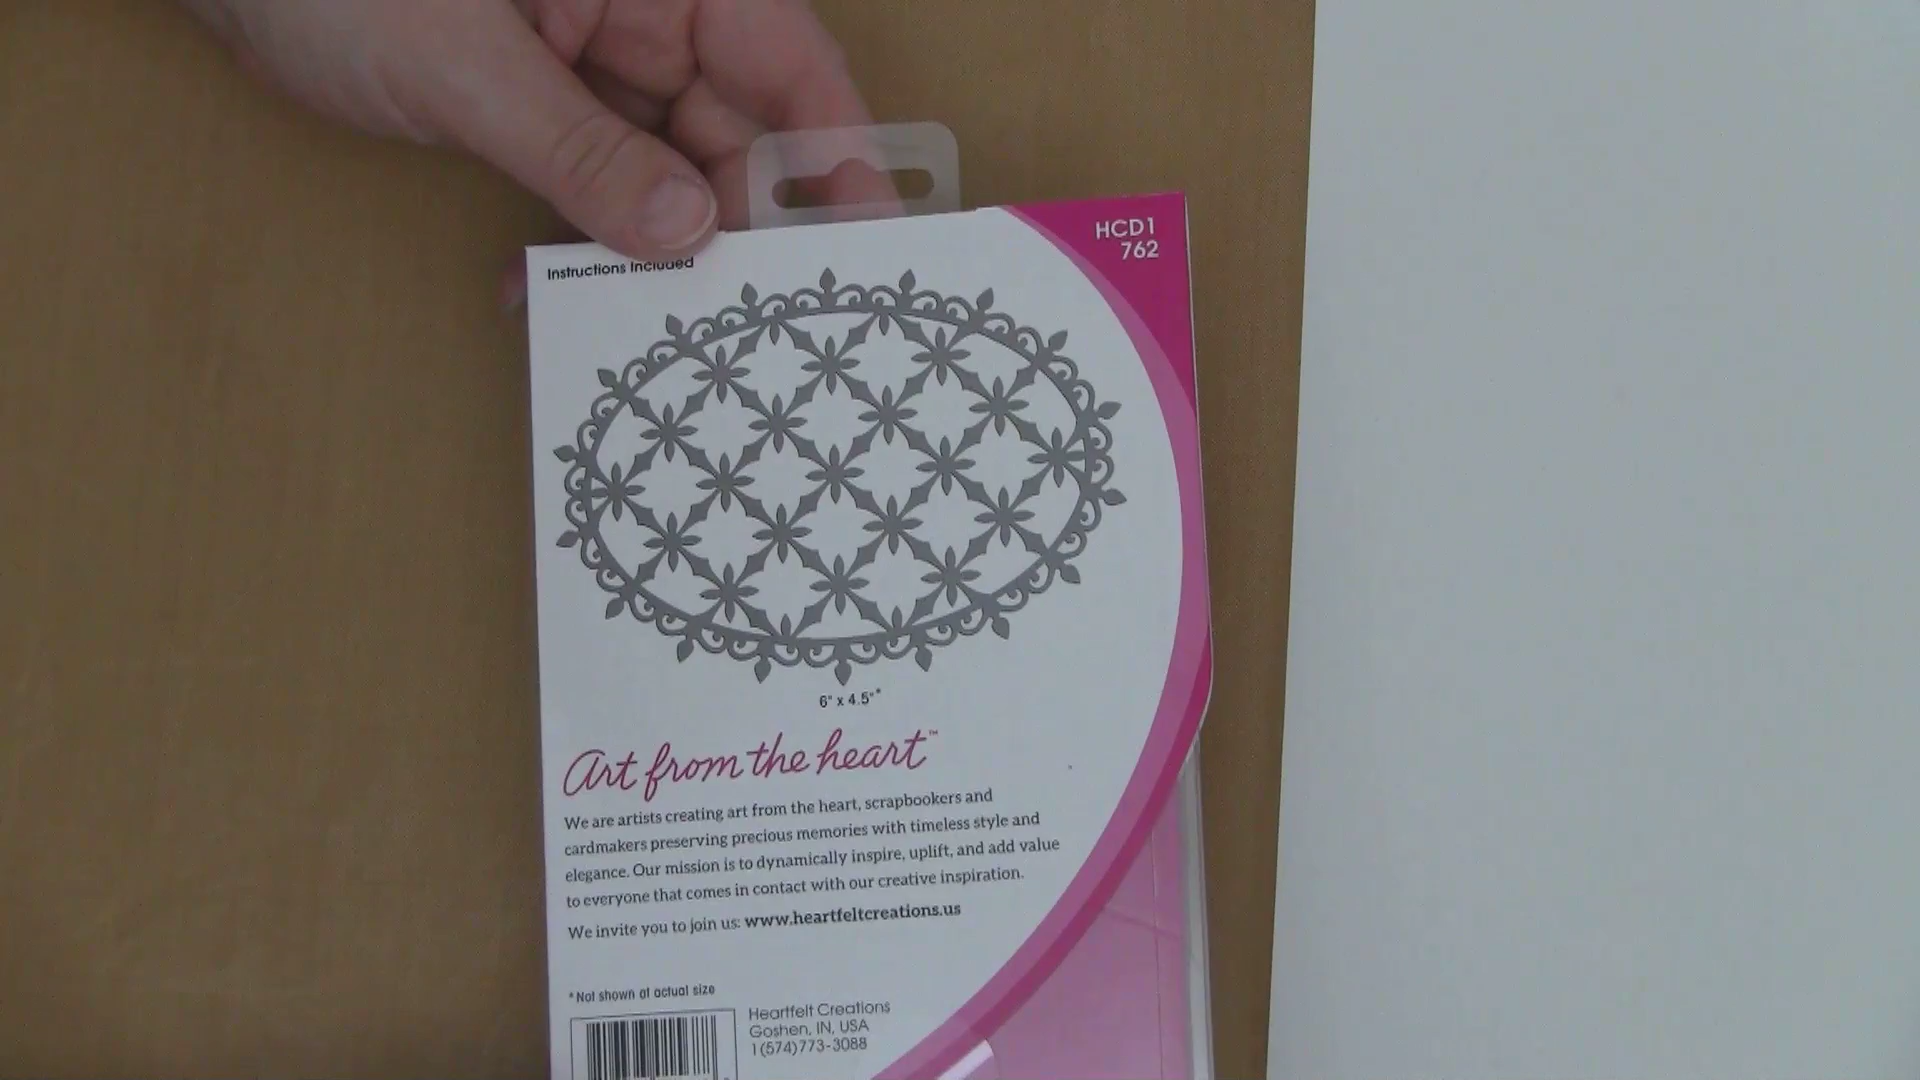 HCD1
762
Instructions Included
6" x 4.5"*
Art from the heart™
We are artists creating art from the heart, scrapbookers and
cardmakers preserving precious memories with timeless style and
elegance. Our mission is to dynamically inspire, uplift, and add value
to everyone that comes in contact with our creative inspiration.
We invite you to join us: www.heartfeltcreations.us
*Not shown at actual size
Heartfelt Creations
Goshen, IN, USA
1(574)773-3088